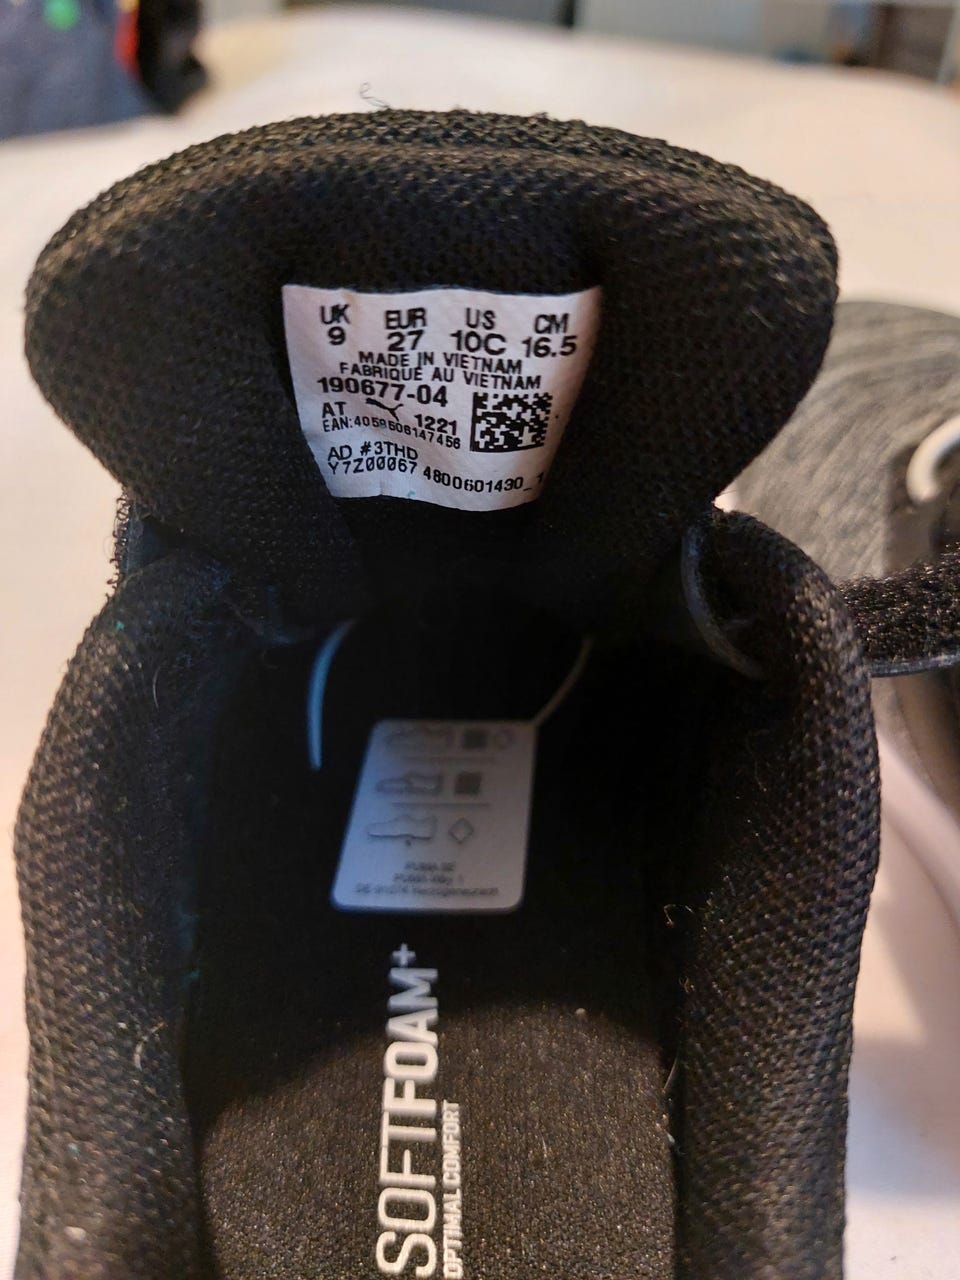 UK EUR US CM
9 27 10C 16.5
MADE IN VIETNAM
FABRIQUÉ AU VIETNAM
190677-04
AT 1221
EAN:4059506147456
AD #3THD
Y7Z00067 4800601430_1
SOFTFOAM+
OPTIMAL COMFORT